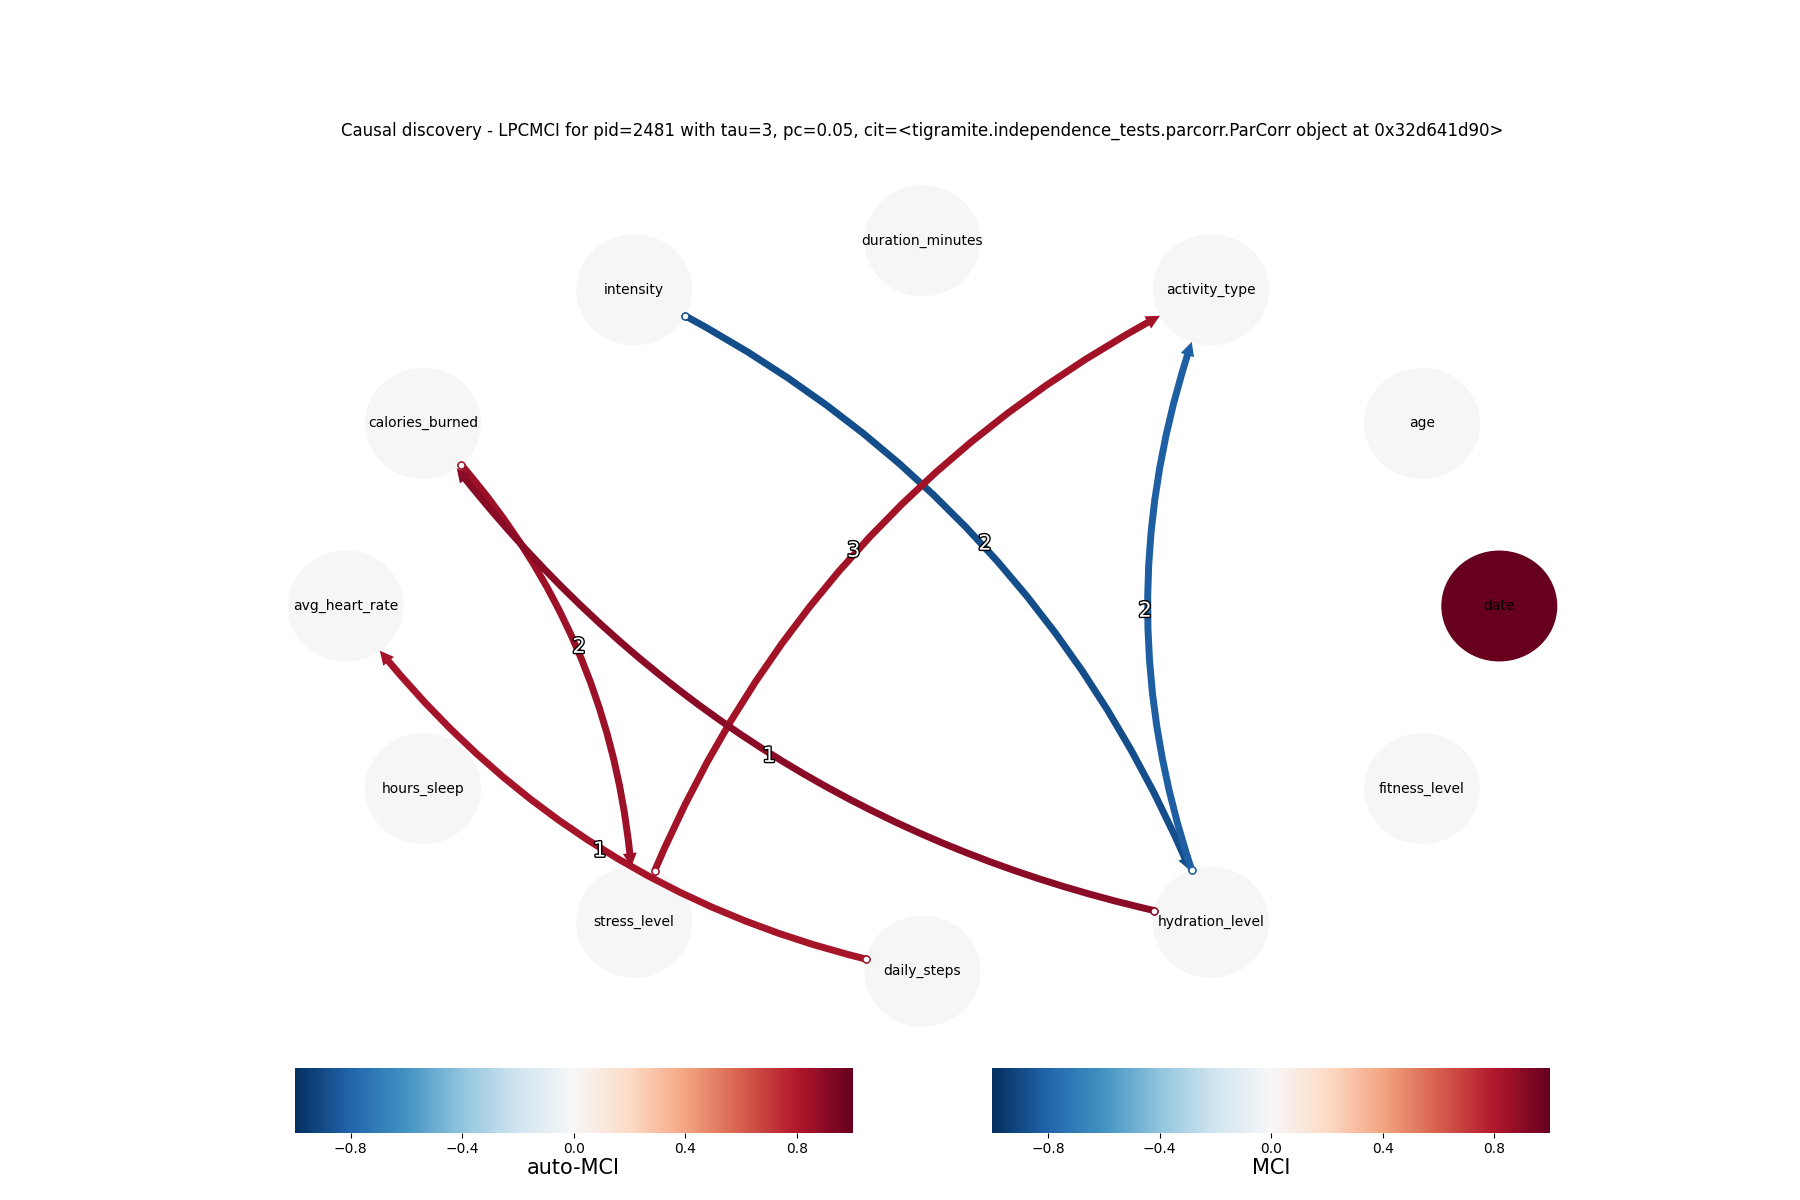 Causal discovery - LPCMCI for pid=2481 with tau=3, pc=0.05, cit=<tigramite.independence_tests.parcorr.ParCorr object at 0x32d641d90>
duration_minutes
intensity
activity_type
calories_burned
age
2
3
avg_heart_rate
date
2
2
1
hours_sleep
fitness_level
1
stress_level
hydration_level
daily_steps
−0.8 −0.4 0.0 0.4 0.8
auto-MCI
−0.8 −0.4 0.0 0.4 0.8
MCI